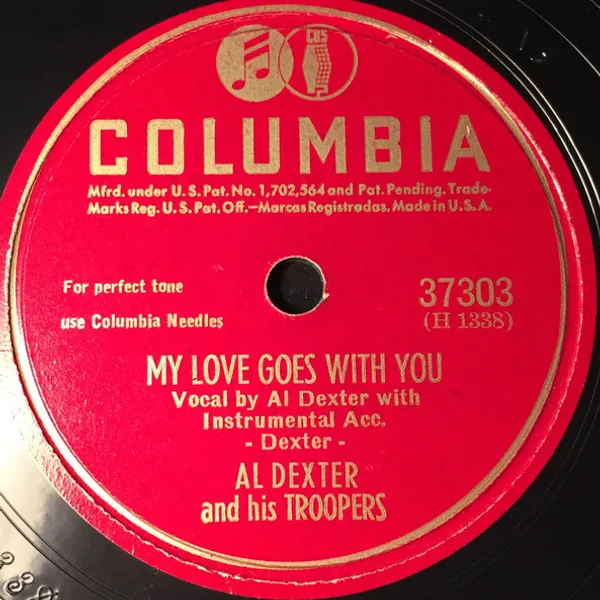 CBS
COLUMBIA
Mfrd. under U.S. Pat. No. 1,702,564 and Pat. Pending. Trade-
Marks Reg. U.S. Pat. Off.—Marcas Registradas. Made in U.S.A.
For perfect tone
use Columbia Needles
37303
(H 1338)
MY LOVE GOES WITH YOU
Vocal by Al Dexter with
Instrumental Acc.
- Dexter -
AL DEXTER
and his TROOPERS